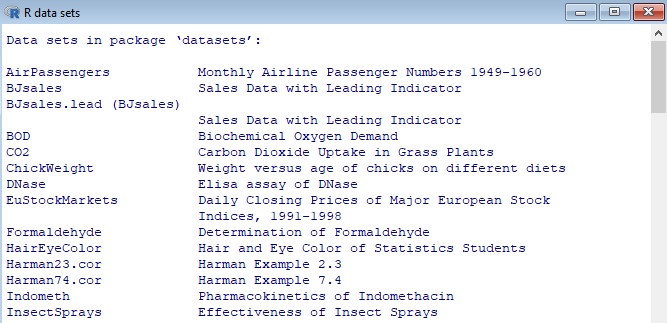 R data sets
Data sets in package ‘datasets’:
AirPassengers Monthly Airline Passenger Numbers 1949-1960
BJsales Sales Data with Leading Indicator
BJsales.lead (BJsales)
Sales Data with Leading Indicator
BOD Biochemical Oxygen Demand
CO2 Carbon Dioxide Uptake in Grass Plants
ChickWeight Weight versus age of chicks on different diets
DNase Elisa assay of DNase
EuStockMarkets Daily Closing Prices of Major European Stock
Indices, 1991-1998
Formaldehyde Determination of Formaldehyde
HairEyeColor Hair and Eye Color of Statistics Students
Harman23.cor Harman Example 2.3
Harman74.cor Harman Example 7.4
Indometh Pharmacokinetics of Indomethacin
InsectSprays Effectiveness of Insect Sprays